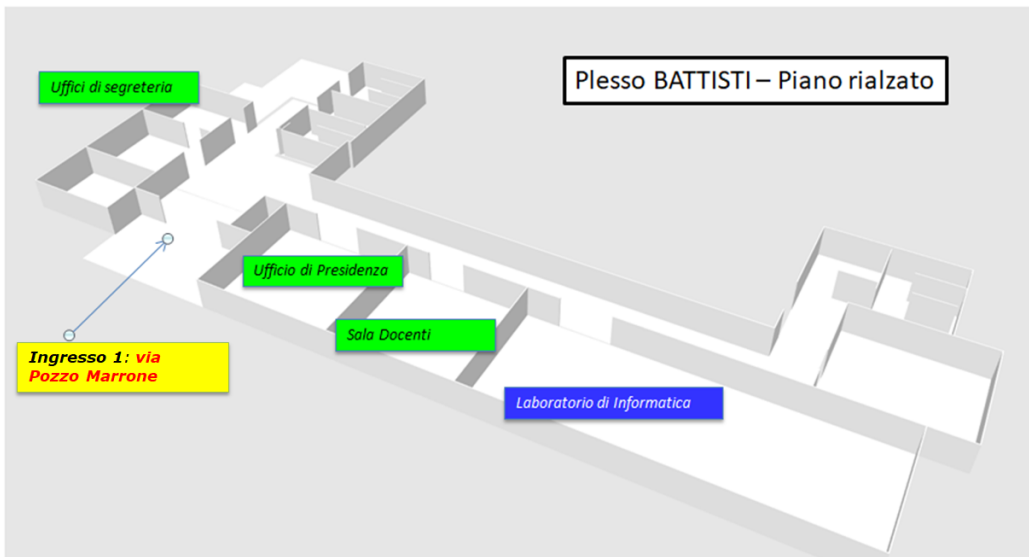 Uffici di segreteria
Plesso BATTISTI – Piano rialzato
Ufficio di Presidenza
Sala Docenti
Ingresso 1: via
Pozzo Marrone
Laboratorio di Informatica